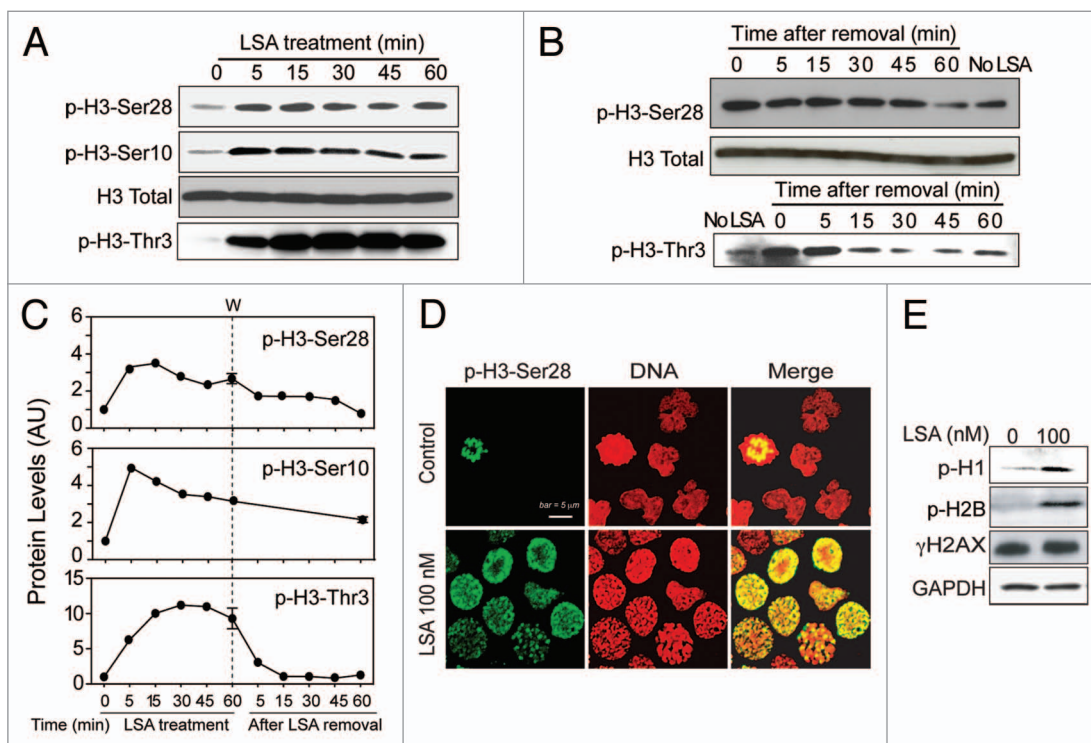 A
LSA treatment (min)
0 5 15 30 45 60
p-H3-Ser28
p-H3-Ser10
H3 Total
p-H3-Thr3
B
Time after removal (min)
0 5 15 30 45 60 No LSA
p-H3-Ser28
H3 Total
Time after removal (min)
No LSA 0 5 15 30 45 60
p-H3-Thr3
C
W
Protein Levels (AU)
6
4
2
0
p-H3-Ser28
6
4
2
0
p-H3-Ser10
15
10
5
0
p-H3-Thr3
0 5 15 30 45 60 5 15 30 45 60
Time (min) LSA treatment After LSA removal
D
p-H3-Ser28 DNA Merge
Control
bar = 5 μm
LSA 100 nM
E
LSA (nM) 0 100
p-H1
p-H2B
γH2AX
GAPDH